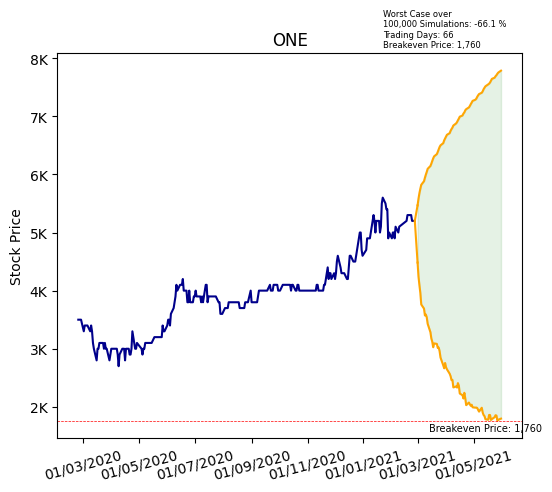 Worst Case over
100,000 Simulations: -66.1 %
Trading Days: 66
Breakeven Price: 1,760
ONE
Stock Price
8K
7K
6K
5K
4K
3K
2K
Breakeven Price: 1,760
01/03/2020
01/05/2020
01/07/2020
01/09/2020
01/11/2020
01/01/2021
01/03/2021
01/05/2021